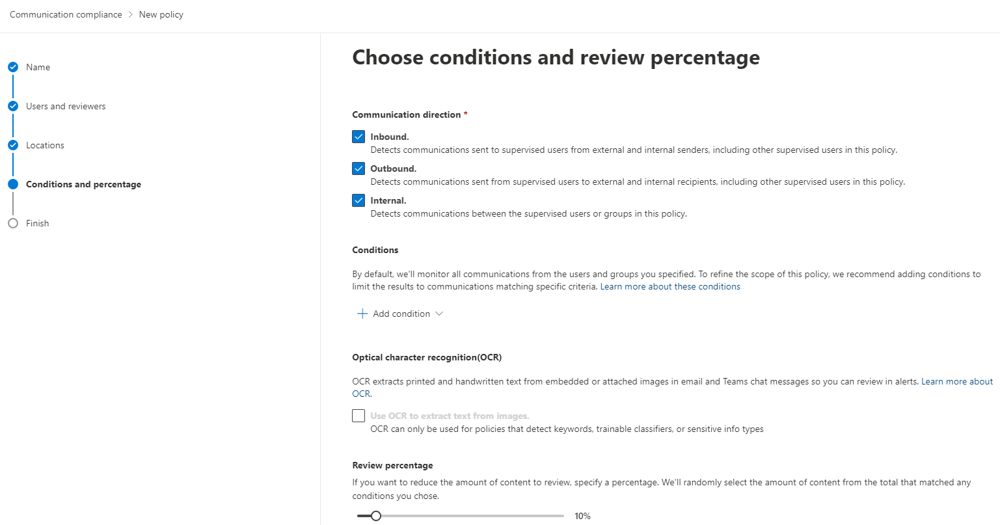 Communication compliance > New policy
Name
Users and reviewers
Locations
Conditions and percentage
Finish
Choose conditions and review percentage
Communication direction *
Inbound.
Detects communications sent to supervised users from external and internal senders, including other supervised users in this policy.
Outbound.
Detects communications sent from supervised users to external and internal recipients, including other supervised users in this policy.
Internal.
Detects communications between the supervised users or groups in this policy.
Conditions
By default, we'll monitor all communications from the users and groups you specified. To refine the scope of this policy, we recommend adding conditions to
limit the results to communications matching specific criteria. Learn more about these conditions
Add condition
Optical character recognition(OCR)
OCR extracts printed and handwritten text from embedded or attached images in email and Teams chat messages so you can review in alerts. Learn more about
OCR.
Use OCR to extract text from images.
OCR can only be used for policies that detect keywords, trainable classifiers, or sensitive info types
Review percentage
If you want to reduce the amount of content to review, specify a percentage. We'll randomly select the amount of content from the total that matched any
conditions you chose.
10%